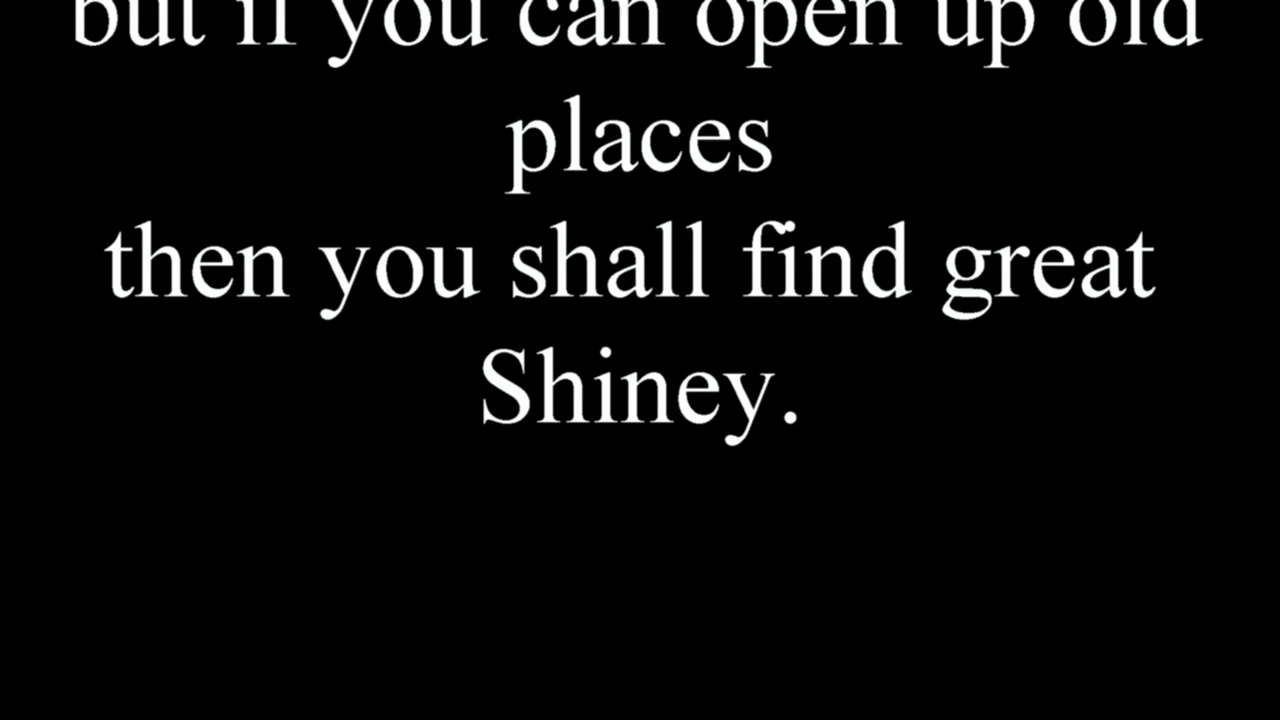 but if you can open up old
places
then you shall find great
Shiney.